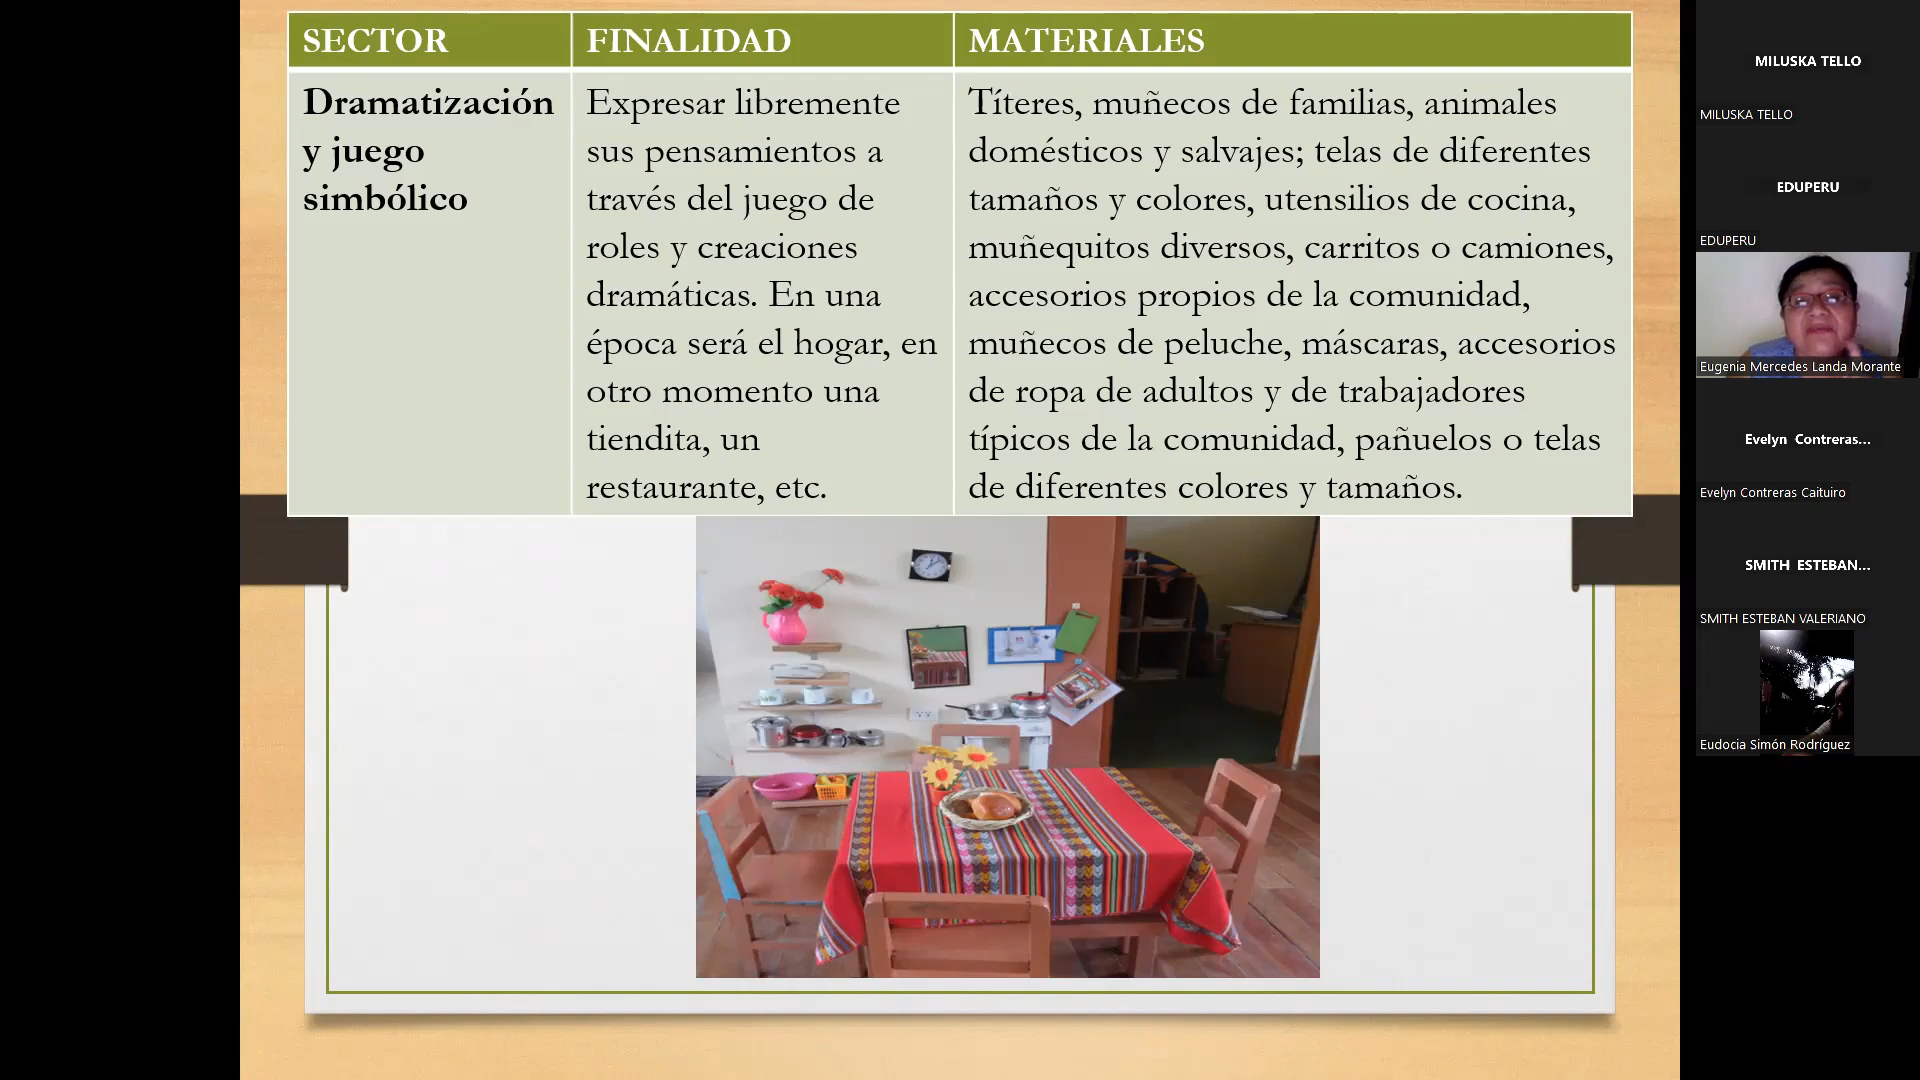 SECTOR
FINALIDAD
MATERIALES
Dramatización
y juego
simbólico
Expresar libremente
sus pensamientos a
través del juego de
roles y creaciones
dramáticas. En una
época será el hogar, en
otro momento una
tiendita, un
restaurante, etc.
Títeres, muñecos de familias, animales
domésticos y salvajes; telas de diferentes
tamaños y colores, utensilios de cocina,
muñequitos diversos, carritos o camiones,
accesorios propios de la comunidad,
muñecos de peluche, máscaras, accesorios
de ropa de adultos y de trabajadores
típicos de la comunidad, pañuelos o telas
de diferentes colores y tamaños.
MILUSKA TELLO
MILUSKA TELLO
EDUPERU
EDUPERU
Eugenia Mercedes Landa Morante
Evelyn Contreras...
Evelyn Contreras Caituiro
SMITH ESTEBAN...
SMITH ESTEBAN VALERIANO
Eudocia Simón Rodríguez